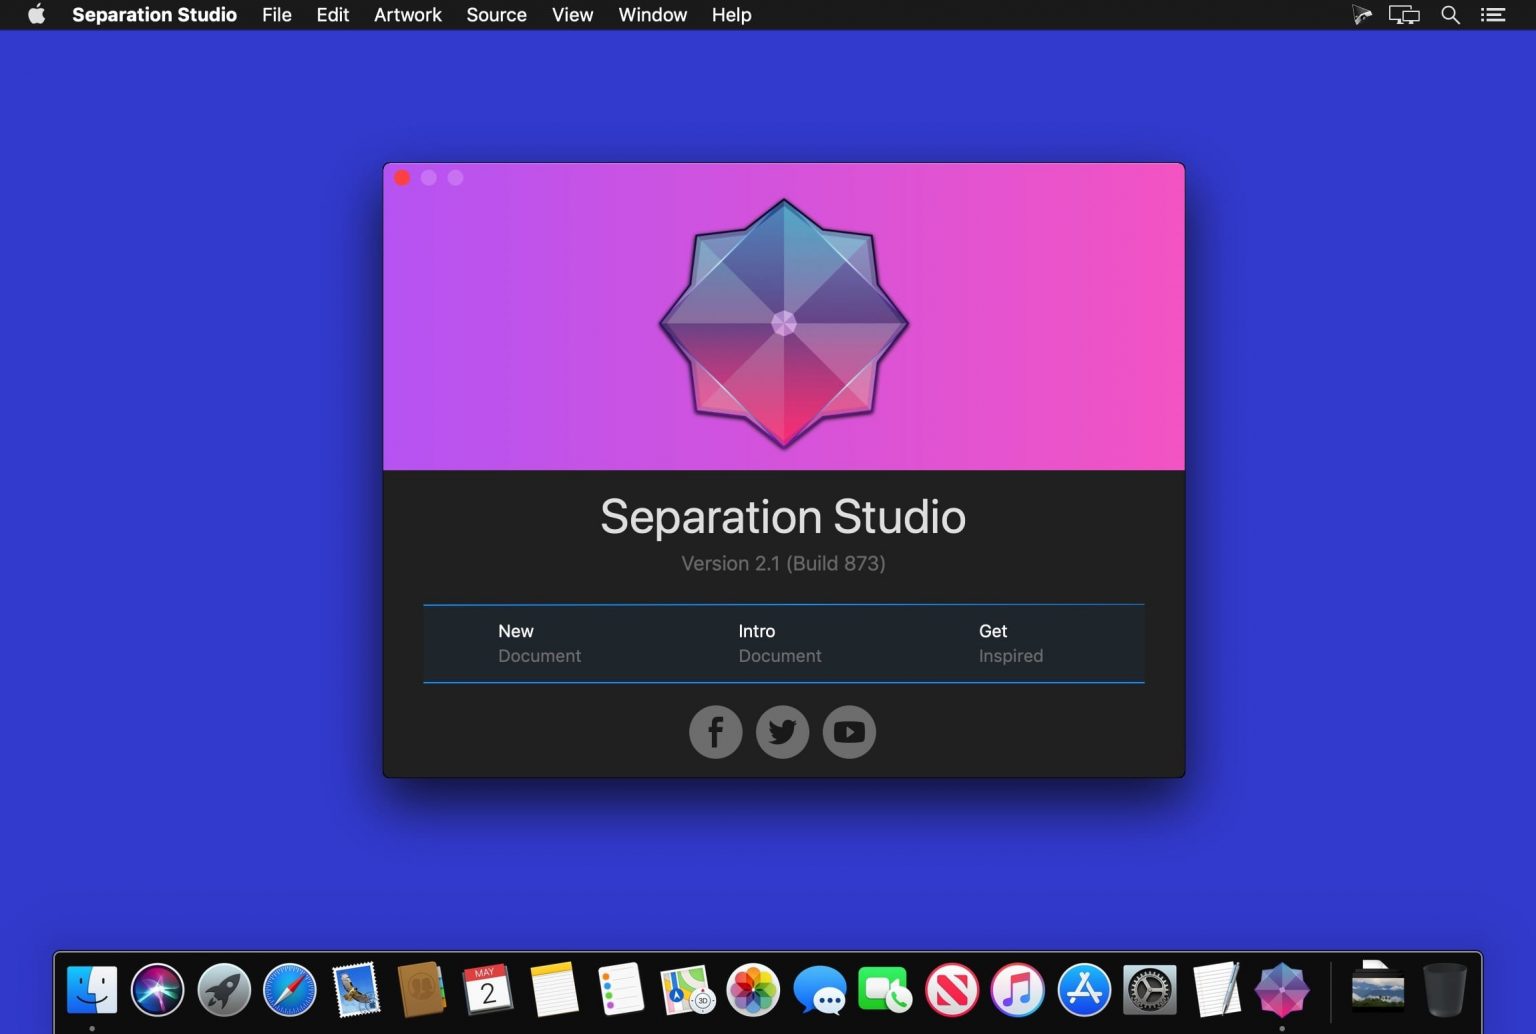 Separation Studio File Edit Artwork Source View Window Help
Separation Studio
Version 2.1 (Build 873)
New Intro Get
Document Document Inspired
MAY
2
3D